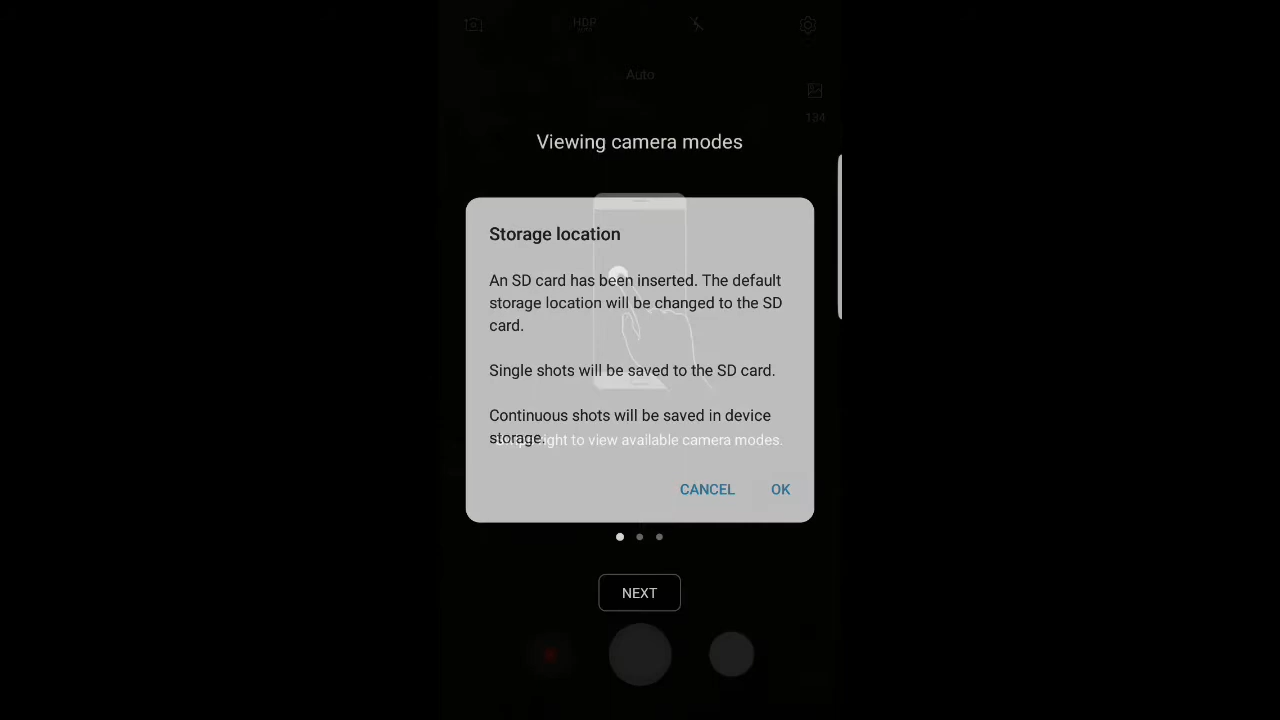 HDR
Auto
134
Viewing camera modes
Storage location
An SD card has been inserted. The default
storage location will be changed to the SD
card.
Single shots will be saved to the SD card.
Continuous shots will be saved in device
storage.
right to view available camera modes.
CANCEL OK
NEXT